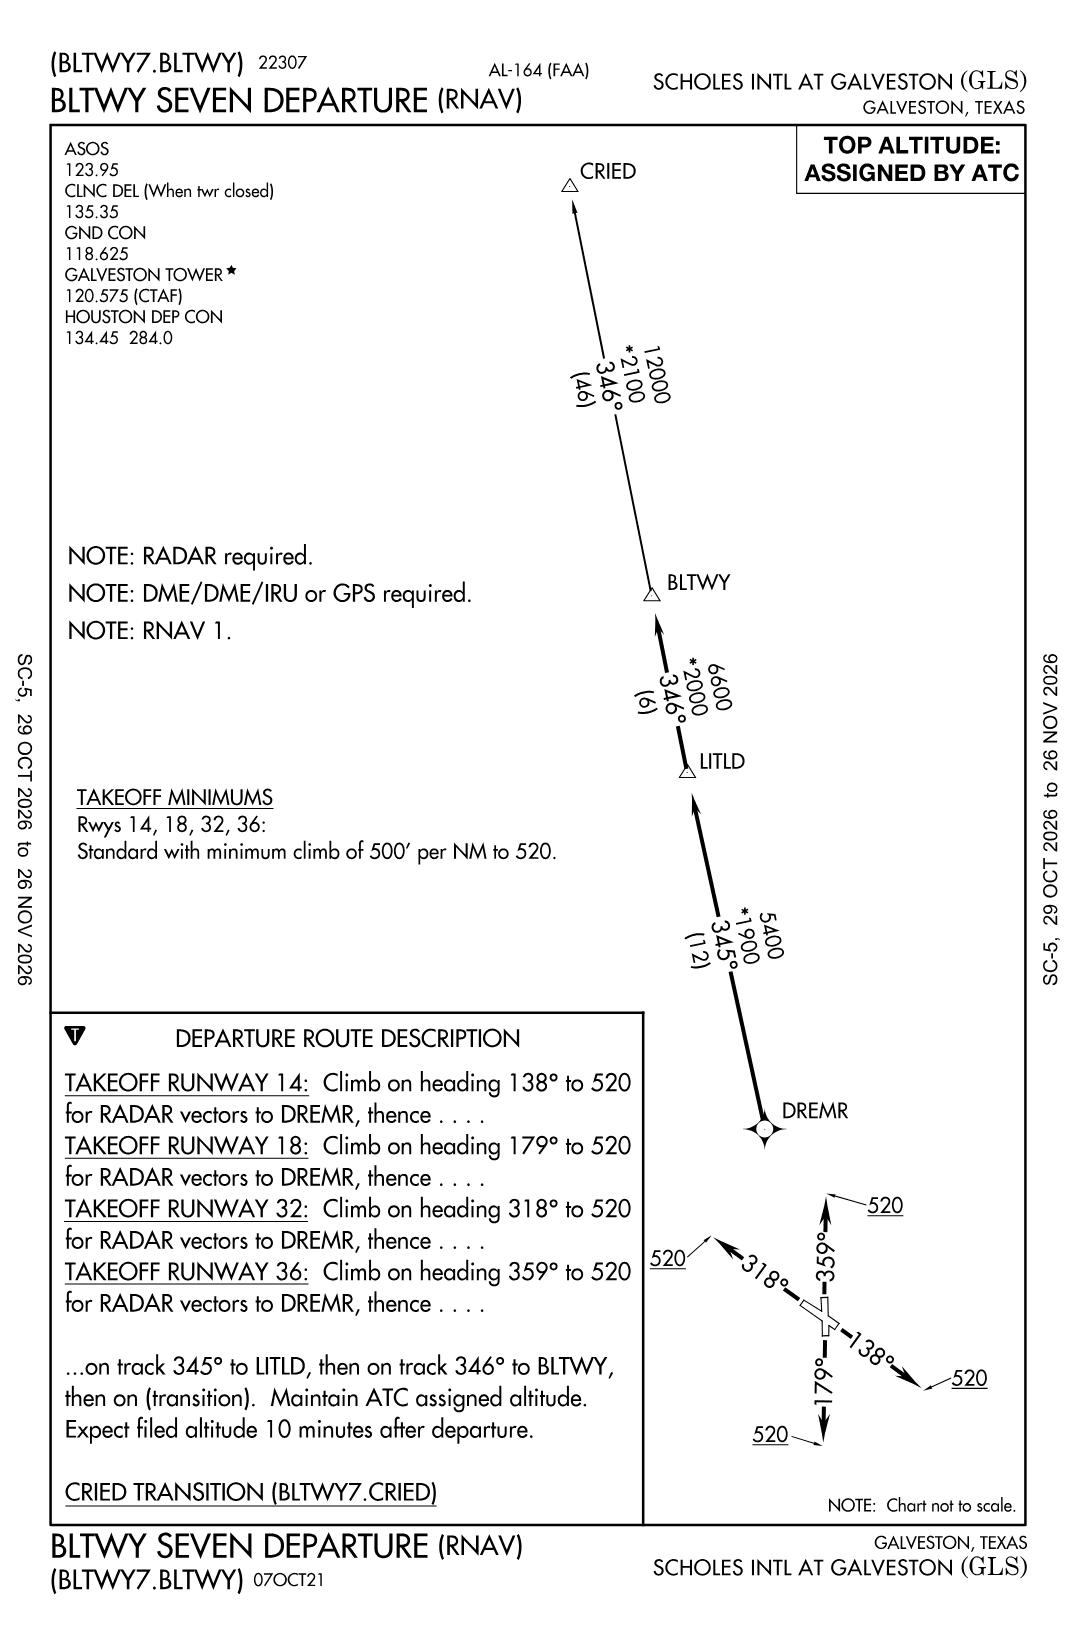 (BLTWY7.BLTWY) 22307
AL-164 (FAA)
SCHOLES INTL AT GALVESTON (GLS)
BLTWY SEVEN DEPARTURE (RNAV)
GALVESTON, TEXAS
TOP ALTITUDE:
ASSIGNED BY ATC
ASOS
123.95
CLNC DEL (When twr closed)
135.35
GND CON
118.625
GALVESTON TOWER★
120.575 (CTAF)
HOUSTON DEP CON
134.45 284.0
CRIED
12000
*2100
346°
(46)
NOTE: RADAR required.
NOTE: DME/DME/IRU or GPS required.
NOTE: RNAV 1.
BLTWY
6600
*2000
346°
(6)
LITLD
TAKEOFF MINIMUMS
Rwys 14, 18, 32, 36:
Standard with minimum climb of 500’ per NM to 520.
5400
*1900
345°
(12)
DREMR
SC-5, 29 OCT 2026 to 26 NOV 2026
SC-5, 29 OCT 2026 to 26 NOV 2026
T
DEPARTURE ROUTE DESCRIPTION
TAKEOFF RUNWAY 14: Climb on heading 138° to 520
for RADAR vectors to DREMR, thence . . . .
TAKEOFF RUNWAY 18: Climb on heading 179° to 520
for RADAR vectors to DREMR, thence . . . .
TAKEOFF RUNWAY 32: Climb on heading 318° to 520
for RADAR vectors to DREMR, thence . . . .
TAKEOFF RUNWAY 36: Climb on heading 359° to 520
for RADAR vectors to DREMR, thence . . . .
...on track 345° to LITLD, then on track 346° to BLTWY,
then on (transition). Maintain ATC assigned altitude.
Expect filed altitude 10 minutes after departure.
CRIED TRANSITION (BLTWY7.CRIED)
520
520
359°
318°
138°
520
179°
520
NOTE: Chart not to scale.
BLTWY SEVEN DEPARTURE (RNAV)
(BLTWY7.BLTWY) 07OCT21
GALVESTON, TEXAS
SCHOLES INTL AT GALVESTON (GLS)